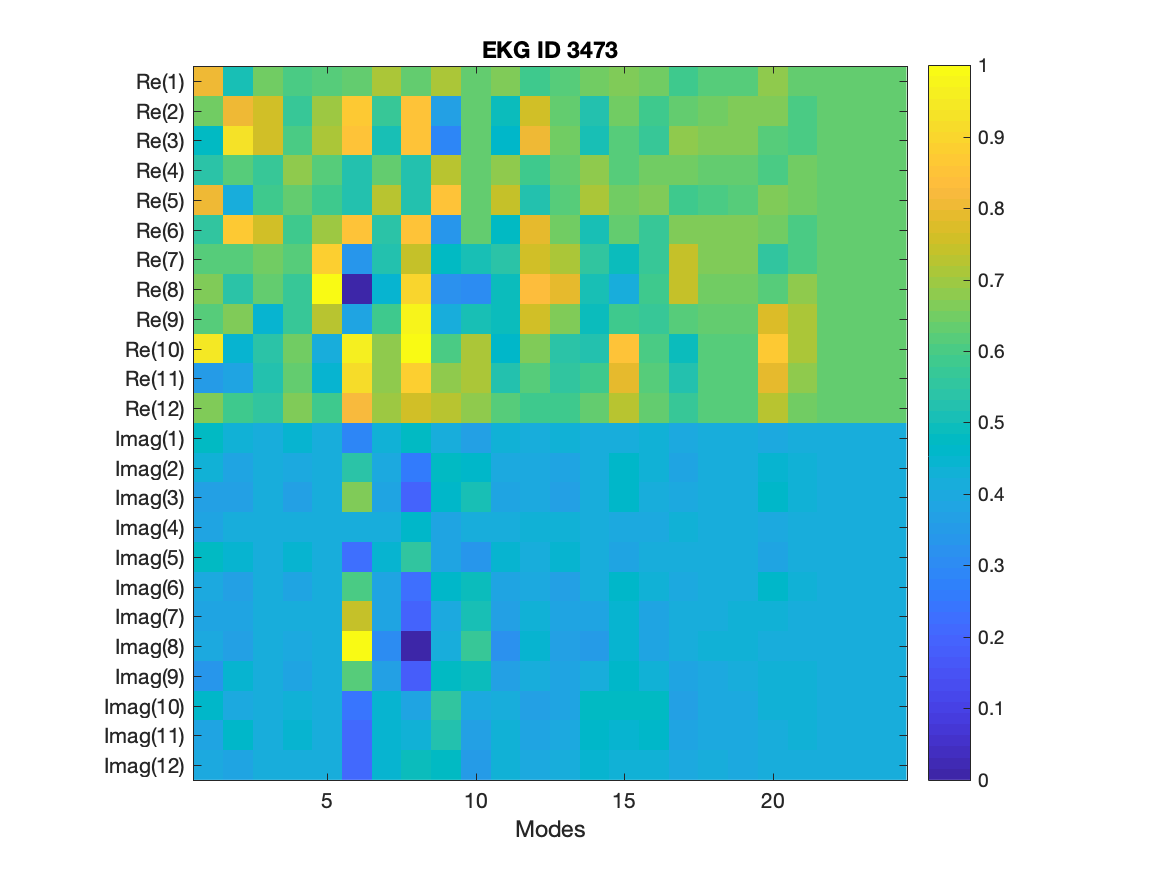 EKG ID 3473
Re(1)
Re(2)
Re(3)
Re(4)
Re(5)
Re(6)
Re(7)
Re(8)
Re(9)
Re(10)
Re(11)
Re(12)
Imag(1)
Imag(2)
Imag(3)
Imag(4)
Imag(5)
Imag(6)
Imag(7)
Imag(8)
Imag(9)
Imag(10)
Imag(11)
Imag(12)
5 10 15 20
Modes
1
0.9
0.8
0.7
0.6
0.5
0.4
0.3
0.2
0.1
0